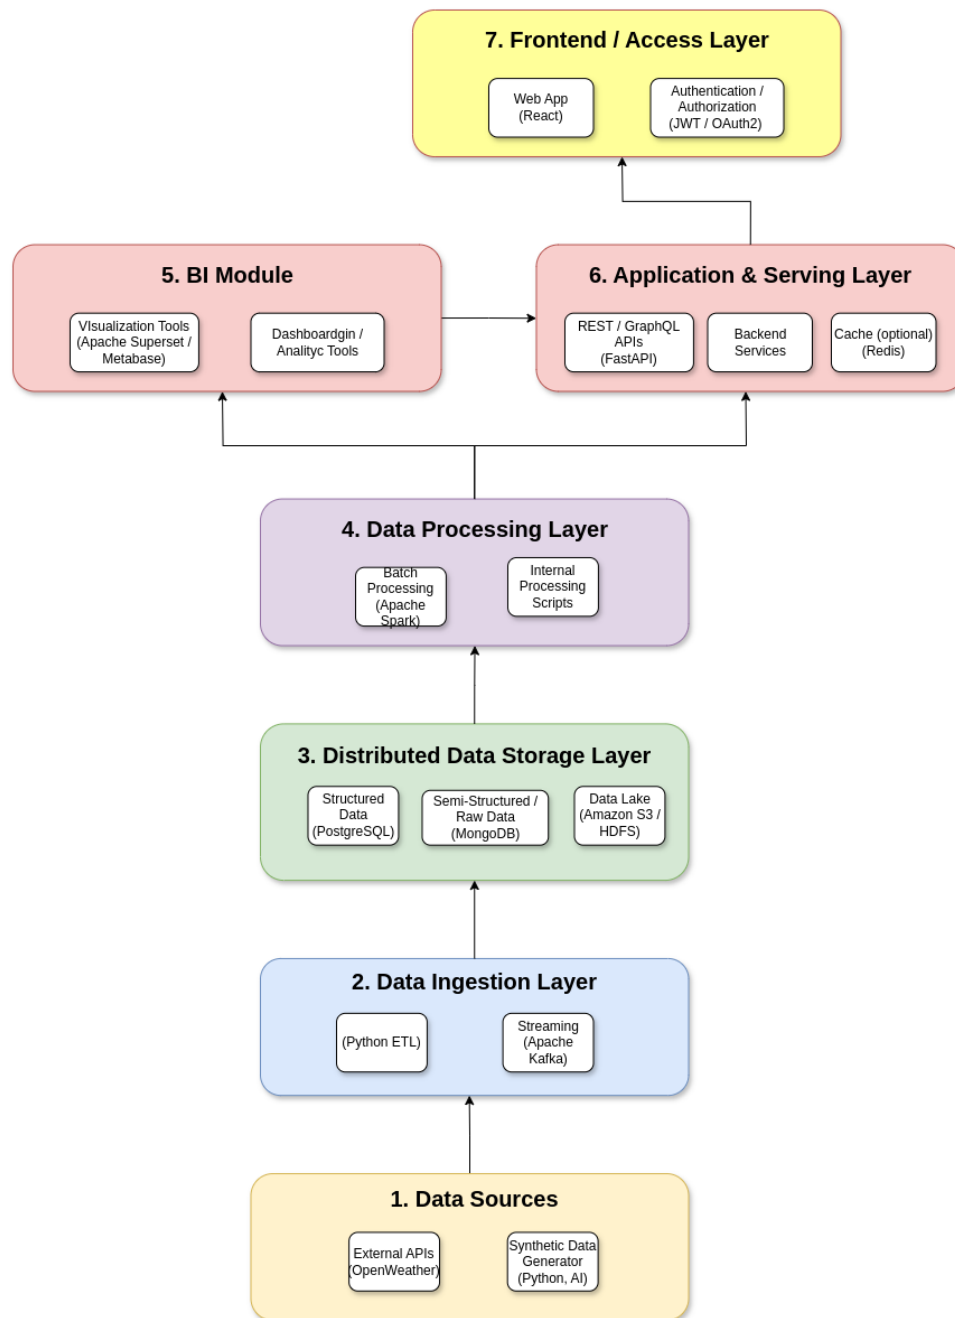 7. Frontend / Access Layer
Web App
(React)
Authentication /
Authorization
(JWT / OAuth2)
5. BI Module
VIsualization Tools
(Apache Superset /
Metabase)
Dashboardgin /
Analityc Tools
6. Application & Serving Layer
REST / GraphQL
APIs
(FastAPI)
Backend
Services
Cache (optional)
(Redis)
4. Data Processing Layer
Batch
Processing
(Apache
Spark)
Internal
Processing
Scripts
3. Distributed Data Storage Layer
Structured
Data
(PostgreSQL)
Semi-Structured /
Raw Data
(MongoDB)
Data Lake
(Amazon S3 /
HDFS)
2. Data Ingestion Layer
(Python ETL)
Streaming
(Apache
Kafka)
1. Data Sources
External APIs
(OpenWeather)
Synthetic Data
Generator
(Python, AI)